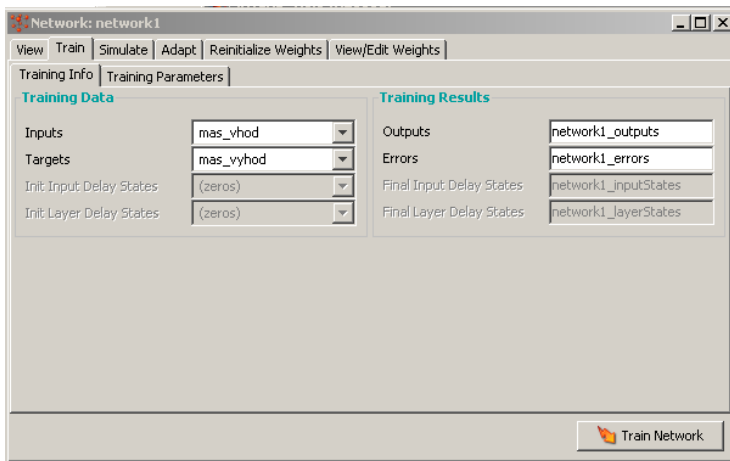 Network: network1
View Train Simulate Adapt Reinitialize Weights View/Edit Weights
Training Info Training Parameters
Training Data
Inputs mas_vhod
Targets mas_vyhod
Init Input Delay States (zeros)
Init Layer Delay States (zeros)
Training Results
Outputs network1_outputs
Errors network1_errors
Final Input Delay States network1_inputStates
Final Layer Delay States network1_layerStates
Train Network